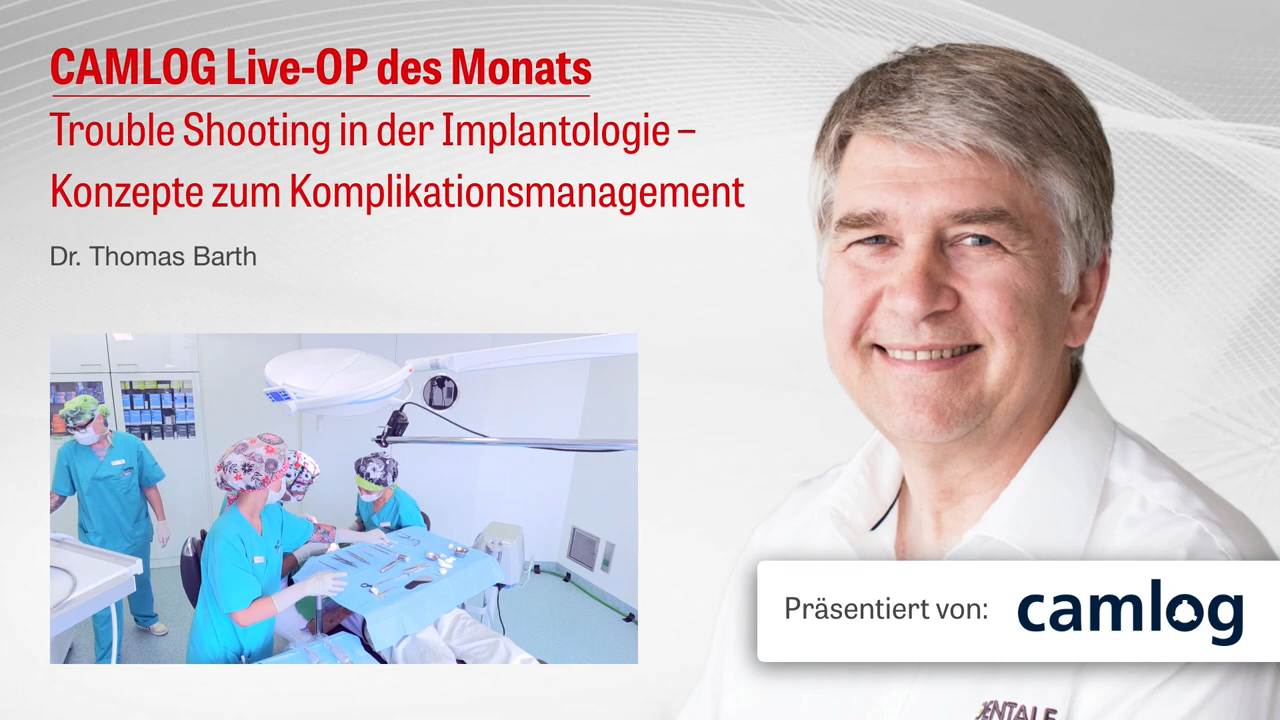 CAMLOG Live-OP des Monats
Trouble Shooting in der Implantologie –
Konzepte zum Komplikationsmanagement
Dr. Thomas Barth
Präsentiert von: camlog